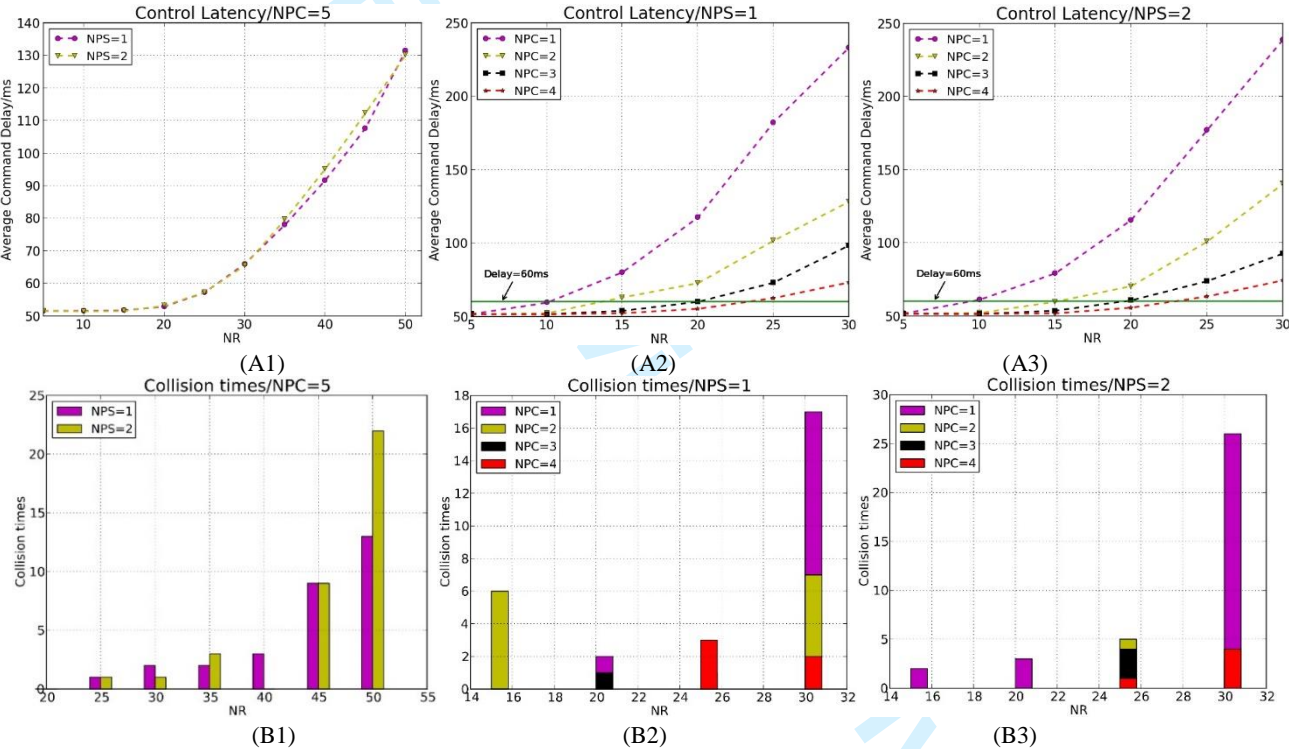 Control Latency/NPC=5
NPS=1
NPS=2
Average Command Delay/ms
140
130
120
110
100
90
80
70
60
50
10
20
30
40
50
NR
(A1)
Control Latency/NPS=1
NPC=1
NPC=2
NPC=3
NPC=4
Average Command Delay/ms
250
200
150
100
50
Delay=60ms
5
10
15
20
25
30
NR
(A2)
Control Latency/NPS=2
NPC=1
NPC=2
NPC=3
NPC=4
Average Command Delay/ms
250
200
150
100
50
Delay=60ms
5
10
15
20
25
30
NR
(A3)
Collision times/NPC=5
NPS=1
NPS=2
Collision times
25
20
15
10
5
0
20
25
30
35
40
45
50
55
NR
(B1)
Collision times/NPS=1
NPC=1
NPC=2
NPC=3
NPC=4
Collision times
18
16
14
12
10
8
6
4
2
0
14
16
18
20
22
24
26
28
30
32
NR
(B2)
Collision times/NPS=2
NPC=1
NPC=2
NPC=3
NPC=4
Collision times
30
25
20
15
10
5
0
14
16
18
20
22
24
26
28
30
32
NR
(B3)